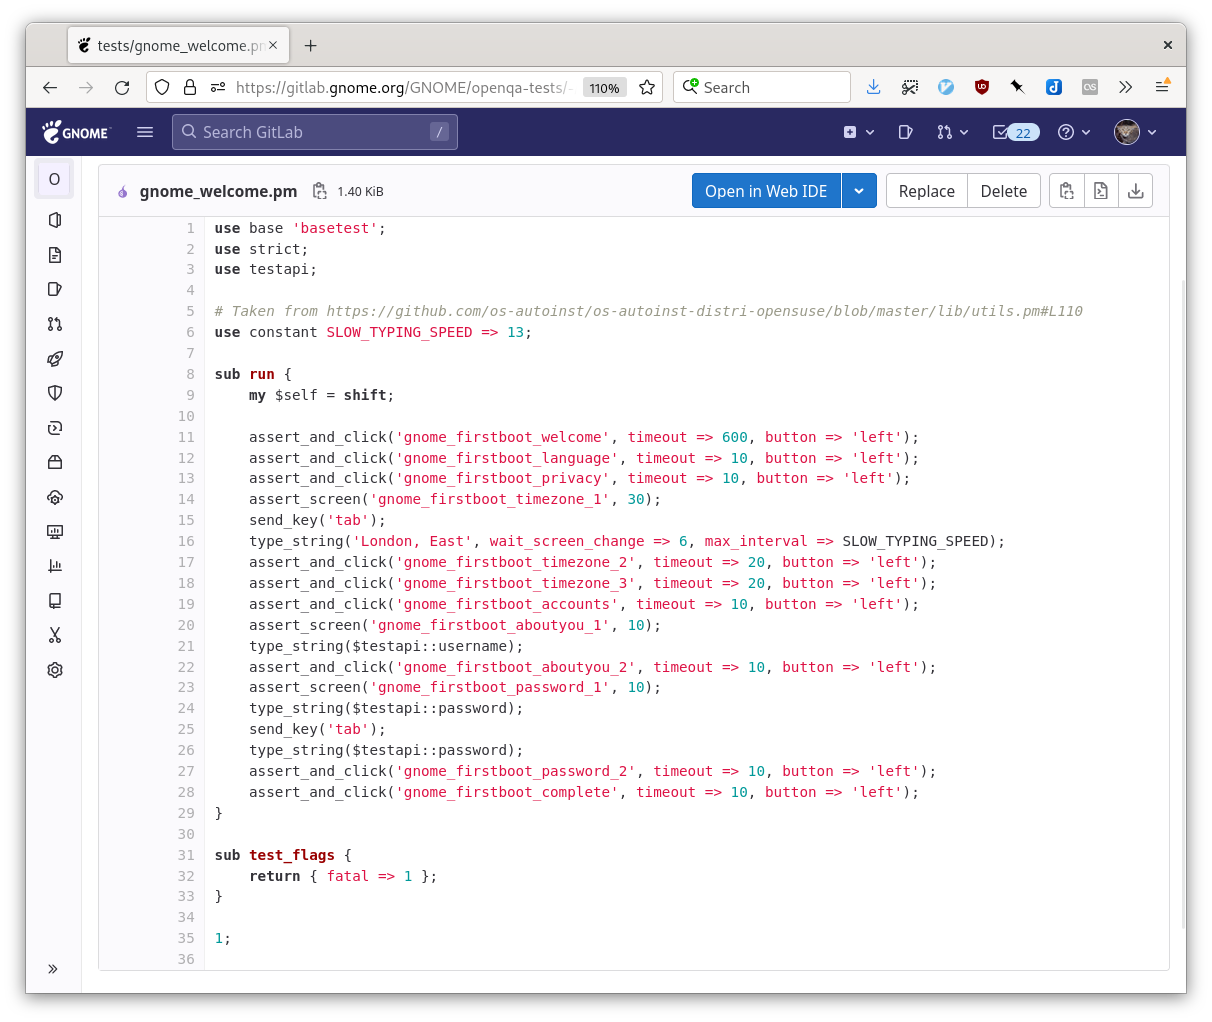 tests/gnome_welcome.p
https://gitlab.gnome.org/GNOME/openqa-tests/-
110%
Search
GNOME
Search GitLab
/
22
O
gnome_welcome.pm
1.40 KiB
Open in Web IDE
Replace
Delete
1 use base 'basetest';
2 use strict;
3 use testapi;
4
5 # Taken from https://github.com/os-autoinst/os-autoinst-distri-opensuse/blob/master/lib/utils.pm#L110
6 use constant SLOW_TYPING_SPEED => 13;
7
8 sub run {
9     my $self = shift;
10
11     assert_and_click('gnome_firstboot_welcome', timeout => 600, button => 'left');
12     assert_and_click('gnome_firstboot_language', timeout => 10, button => 'left');
13     assert_and_click('gnome_firstboot_privacy', timeout => 10, button => 'left');
14     assert_screen('gnome_firstboot_timezone_1', 30);
15     send_key('tab');
16     type_string('London, East', wait_screen_change => 6, max_interval => SLOW_TYPING_SPEED);
17     assert_and_click('gnome_firstboot_timezone_2', timeout => 20, button => 'left');
18     assert_and_click('gnome_firstboot_timezone_3', timeout => 20, button => 'left');
19     assert_and_click('gnome_firstboot_accounts', timeout => 10, button => 'left');
20     assert_screen('gnome_firstboot_aboutyou_1', 10);
21     type_string($testapi::username);
22     assert_and_click('gnome_firstboot_aboutyou_2', timeout => 10, button => 'left');
23     assert_screen('gnome_firstboot_password_1', 10);
24     type_string($testapi::password);
25     send_key('tab');
26     type_string($testapi::password);
27     assert_and_click('gnome_firstboot_password_2', timeout => 10, button => 'left');
28     assert_and_click('gnome_firstboot_complete', timeout => 10, button => 'left');
29 }
30
31 sub test_flags {
32     return { fatal => 1 };
33 }
34
35 1;
36